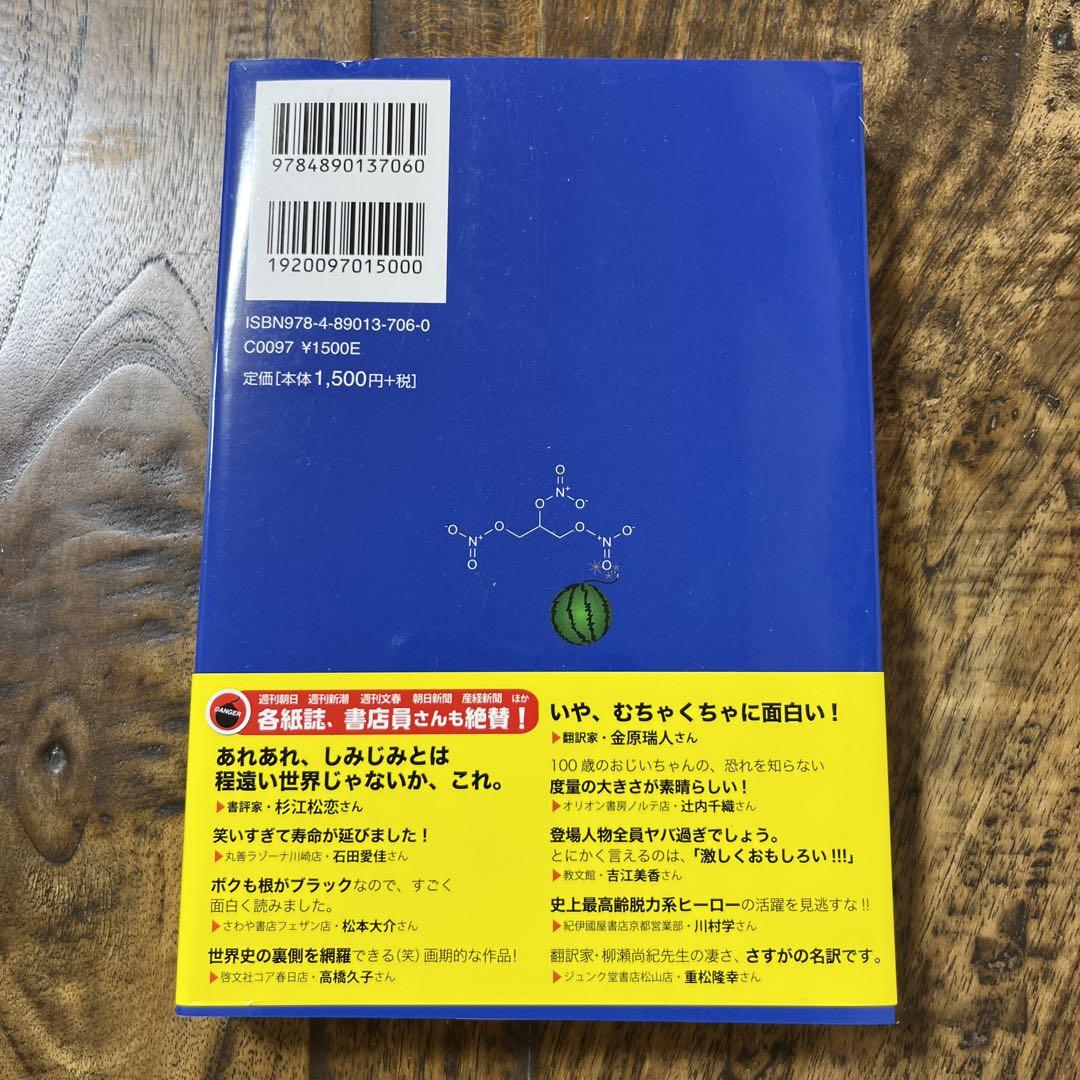 9784890137060
1920097015000
ISBN978-4-89013-706-0
C0097 ¥1500E
定価[本体1,500円+税]
O
N+
O
O-
-O
N+
O
O
O
+N
O-
O
DANGER
週刊朝日 週刊新潮 週刊文春 朝日新聞 産経新聞 ほか
各紙誌、書店員さんも絶賛!
あれあれ、しみじみとは
程遠い世界じゃないか、これ。
▶書評家・杉江松恋さん
笑いすぎて寿命が延びました!
▶丸善ラゾーナ川崎店・石田愛佳さん
ボクも根がブラックなので、すごく
面白く読みました。
▶さわや書店フェザン店・松本大介さん
世界史の裏側を網羅できる(笑)画期的な作品!
▶啓文社コア春日店・高橋久子さん
いや、むちゃくちゃに面白い!
▶翻訳家・金原瑞人さん
100歳のおじいちゃんの、恐れを知らない
度量の大きさが素晴らしい!
▶オリオン書房ノルテ店・辻内千織さん
登場人物全員ヤバ過ぎでしょう。
とにかく言えるのは、「激しくおもしろい!!!」
▶教文館・吉江美香さん
史上最高齢脱力系ヒーローの活躍を見逃すな!!
▶紀伊國屋書店京都営業部・川村学さん
翻訳家・柳瀬尚紀先生の凄さ、さすがの名訳です。
▶ジュンク堂書店松山店・重松隆幸さん